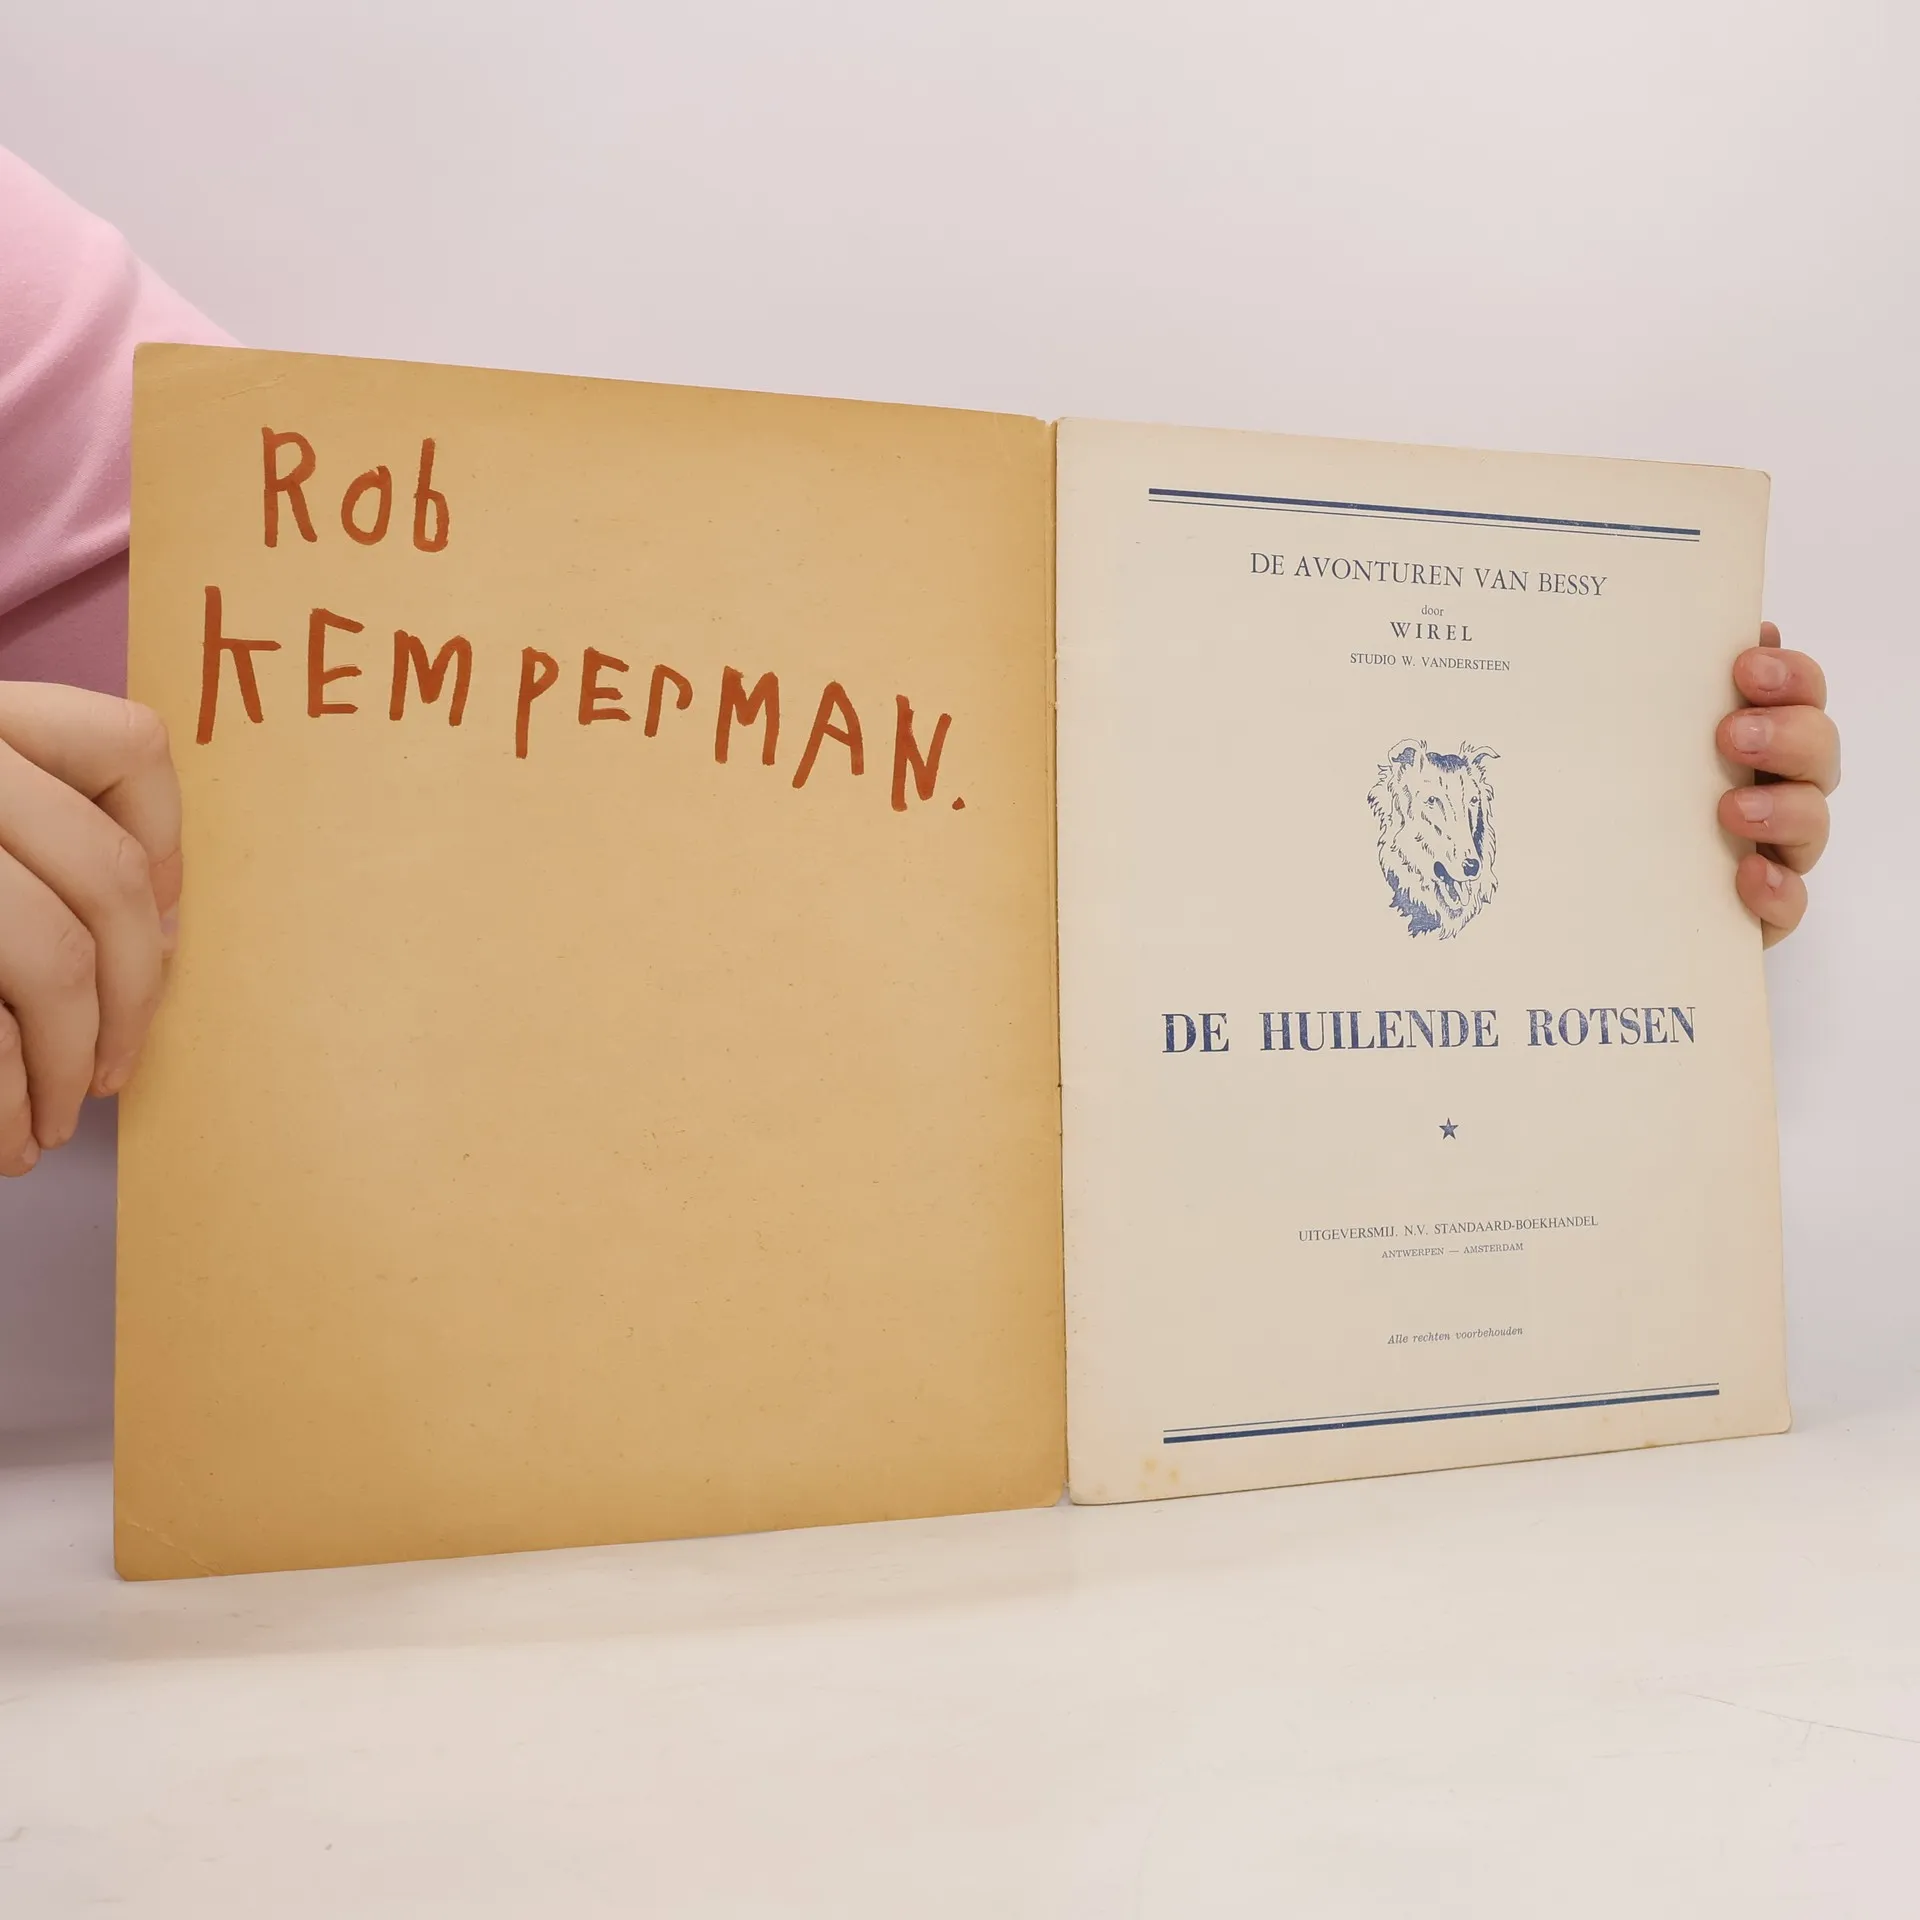 Rob
KEMPERMAN.
DE AVONTUREN VAN BESSY
door
WIREL
STUDIO W. VANDERSTEEN
DE HUILENDE ROTSEN
UITGEVERSMIJ. N.V. STANDAARD-BOEKHANDEL
ANTWERPEN — AMSTERDAM
Alle rechten voorbehouden